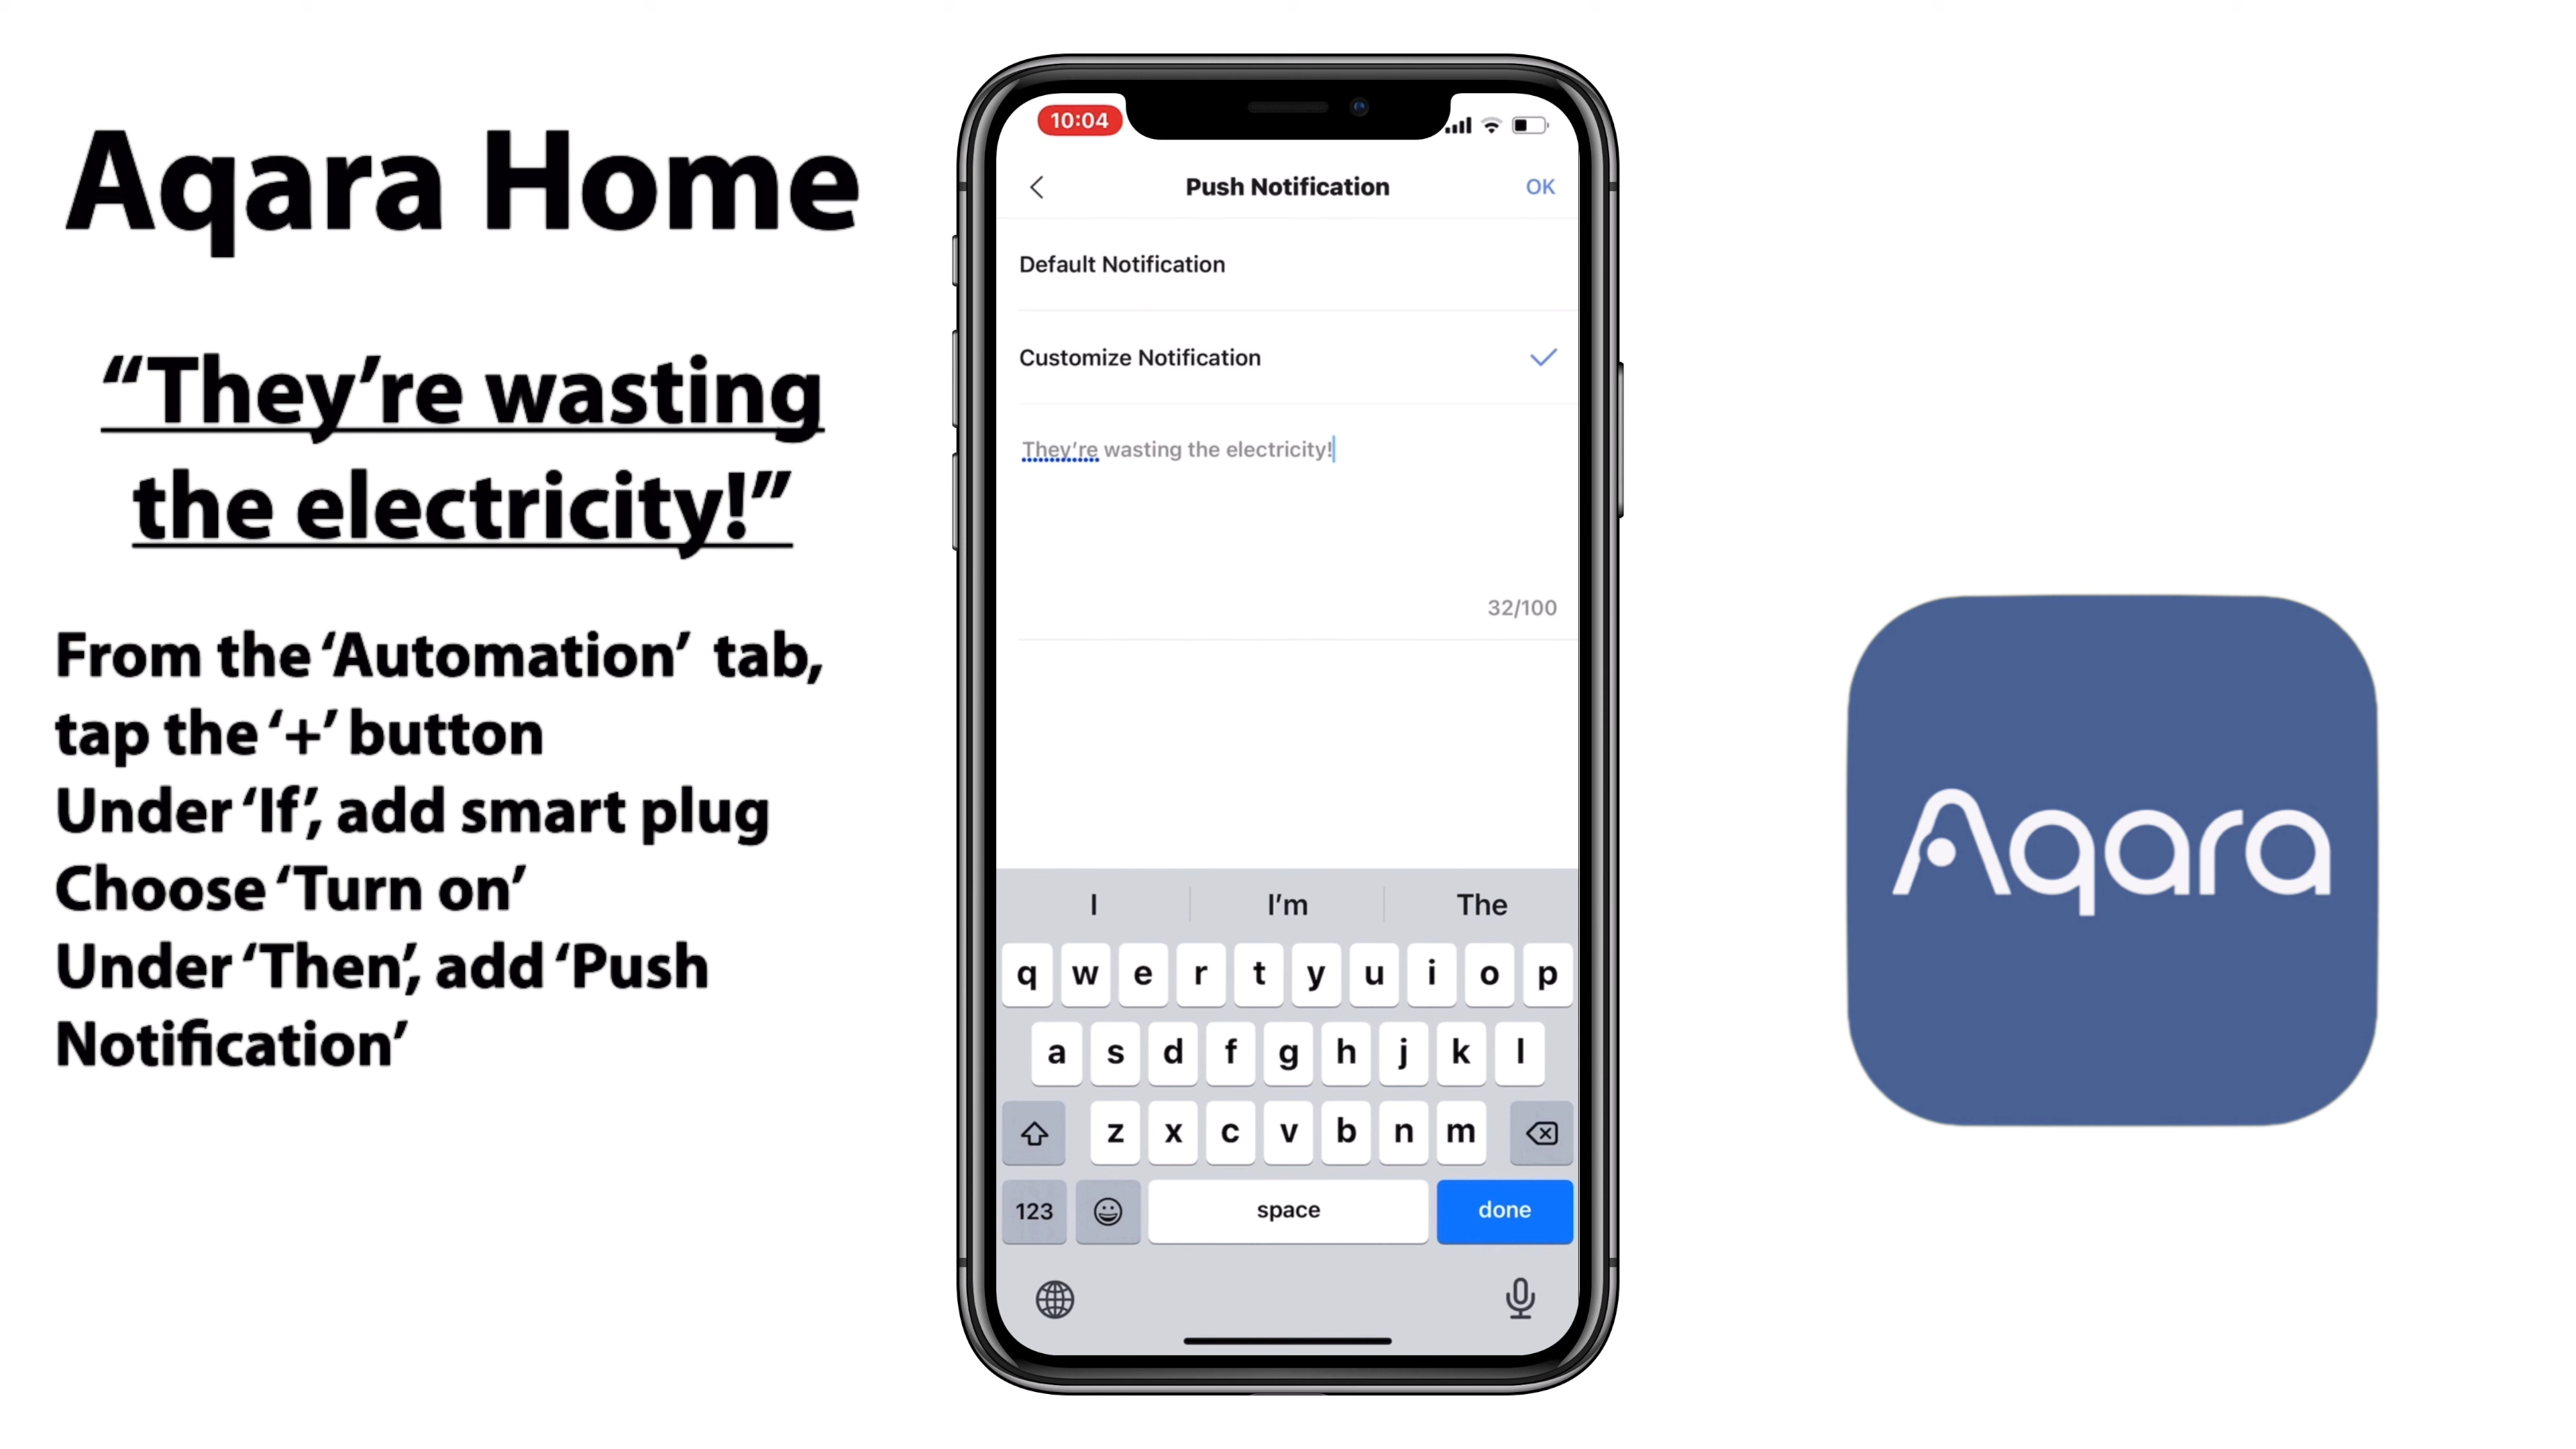 Aqara Home
“They’re wasting
the electricity!”
From the ‘Automation’ tab,
tap the ‘+’ button
Under ‘If’, add smart plug
Choose ‘Turn on’
Under ‘Then’, add ‘Push
Notification’
10:04
Push Notification
OK
Default Notification
Customize Notification
They’re wasting the electricity!
32/100
I I’m The
q w e r t y u i o p
a s d f g h j k l
z x c v b n m
123 space done
Aqara